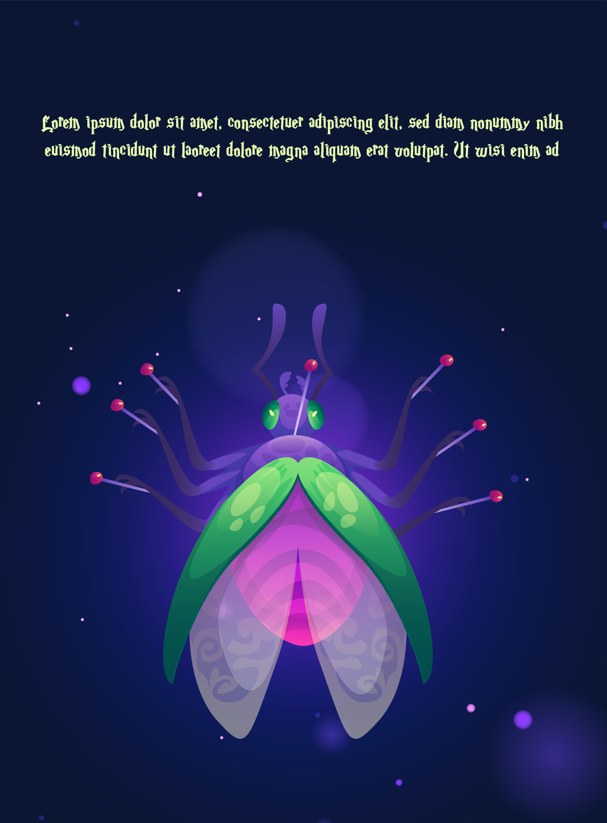 Lorem ipsum dolor sit amet, consectetuer adipiscing elit, sed diam nonummy nibh
euismod tincidunt ut laoreet dolore magna aliquam erat volutpat. Ut wisi enim ad